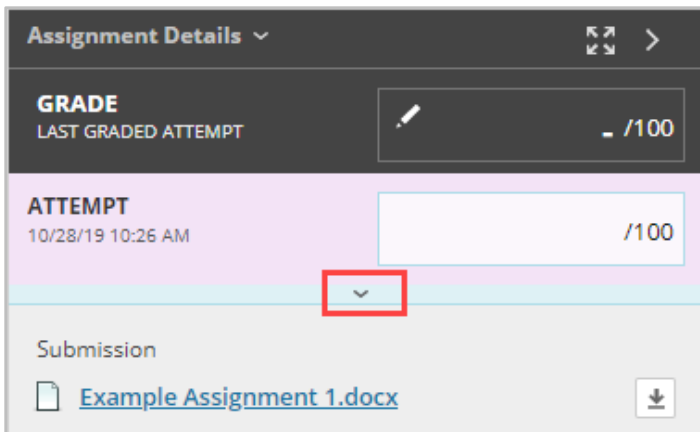 Assignment Details
GRADE
LAST GRADED ATTEMPT
- /100
ATTEMPT
10/28/19 10:26 AM
/100
Submission
Example Assignment 1.docx